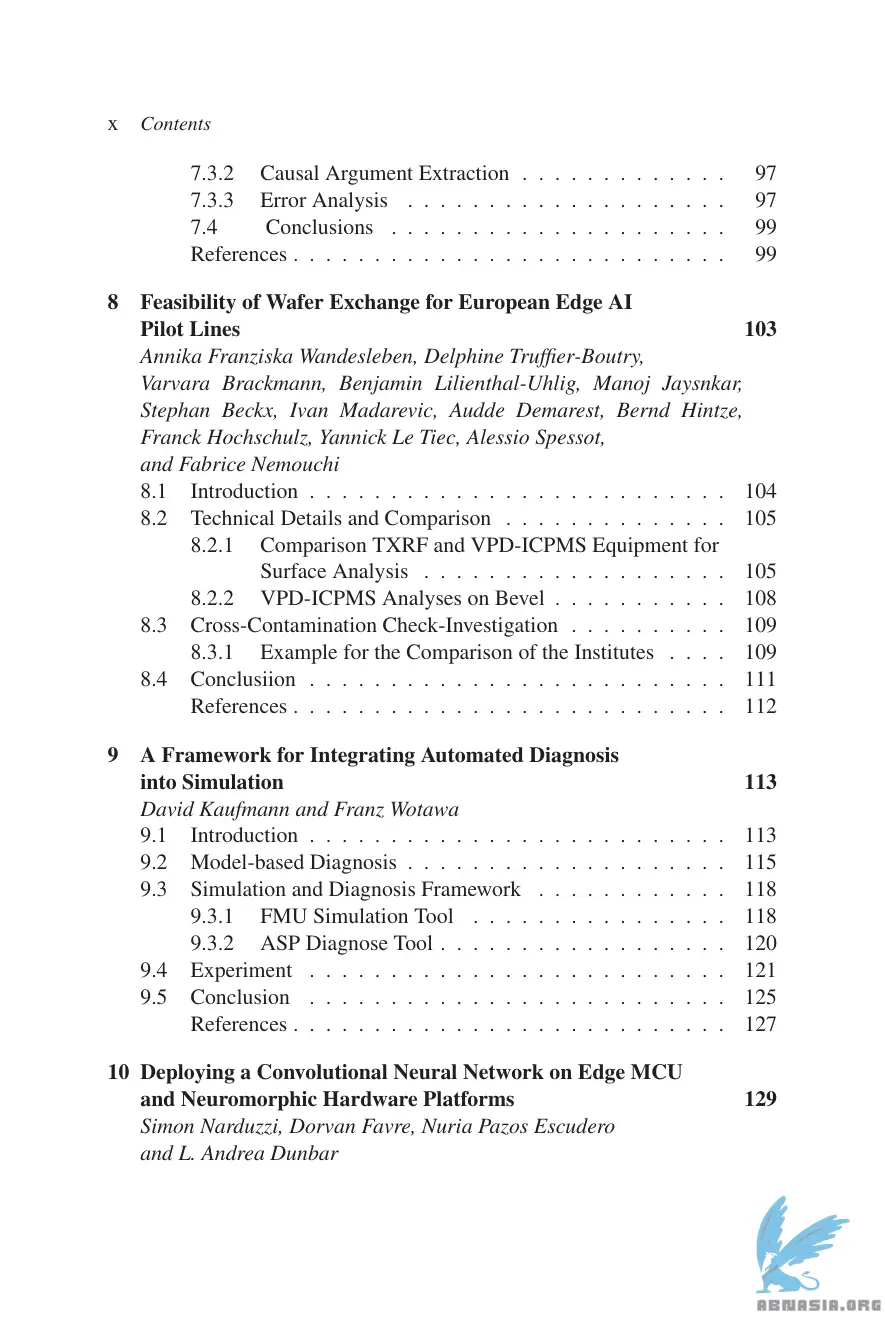 x Contents
7.3.2 Causal Argument Extraction . . . . . . . . . . . . . 97
7.3.3 Error Analysis . . . . . . . . . . . . . . . . . . . . 97
7.4 Conclusions . . . . . . . . . . . . . . . . . . . . . 99
References . . . . . . . . . . . . . . . . . . . . . . . . . . . 99
8 Feasibility of Wafer Exchange for European Edge AI
Pilot Lines 103
Annika Franziska Wandesleben, Delphine Truffier-Boutry,
Varvara Brackmann, Benjamin Lilienthal-Uhlig, Manoj Jaysnkar,
Stephan Beckx, Ivan Madarevic, Audde Demarest, Bernd Hintze,
Franck Hochschulz, Yannick Le Tiec, Alessio Spessot,
and Fabrice Nemouchi
8.1 Introduction . . . . . . . . . . . . . . . . . . . . . . . . . . 104
8.2 Technical Details and Comparison . . . . . . . . . . . . . . 105
8.2.1 Comparison TXRF and VPD-ICPMS Equipment for
Surface Analysis . . . . . . . . . . . . . . . . . . . 105
8.2.2 VPD-ICPMS Analyses on Bevel . . . . . . . . . . . 108
8.3 Cross-Contamination Check-Investigation . . . . . . . . . . 109
8.3.1 Example for the Comparison of the Institutes . . . . 109
8.4 Conclusiion . . . . . . . . . . . . . . . . . . . . . . . . . . 111
References . . . . . . . . . . . . . . . . . . . . . . . . . . . 112
9 A Framework for Integrating Automated Diagnosis
into Simulation 113
David Kaufmann and Franz Wotawa
9.1 Introduction . . . . . . . . . . . . . . . . . . . . . . . . . . 113
9.2 Model-based Diagnosis . . . . . . . . . . . . . . . . . . . . 115
9.3 Simulation and Diagnosis Framework . . . . . . . . . . . . 118
9.3.1 FMU Simulation Tool . . . . . . . . . . . . . . . . 118
9.3.2 ASP Diagnose Tool . . . . . . . . . . . . . . . . . . 120
9.4 Experiment . . . . . . . . . . . . . . . . . . . . . . . . . . 121
9.5 Conclusion . . . . . . . . . . . . . . . . . . . . . . . . . . 125
References . . . . . . . . . . . . . . . . . . . . . . . . . . . 127
10 Deploying a Convolutional Neural Network on Edge MCU
and Neuromorphic Hardware Platforms 129
Simon Narduzzi, Dorvan Favre, Nuria Pazos Escudero
and L. Andrea Dunbar
ABNASIA.ORG